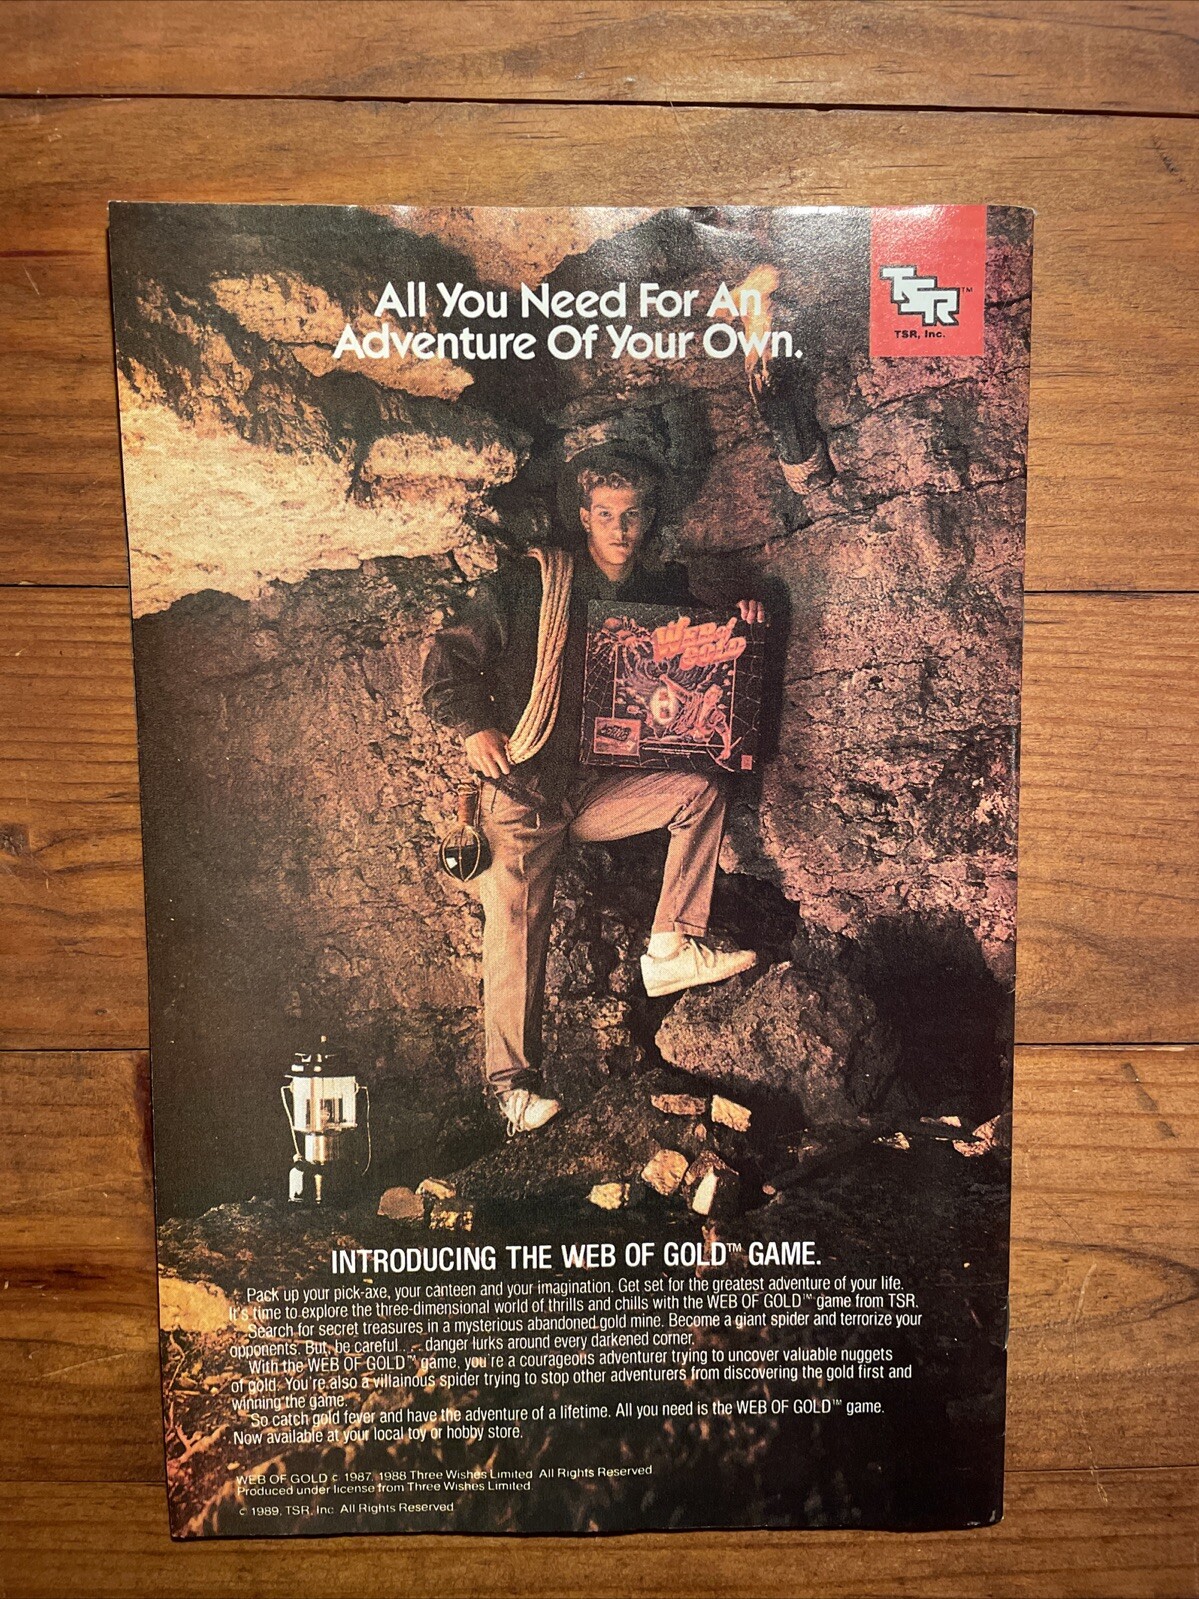 All You Need For An
Adventure Of Your Own.
TSR™
TSR, Inc.
WEB of
GOLD
INTRODUCING THE WEB OF GOLD™ GAME.
Pack up your pick-axe, your canteen and your imagination. Get set for the greatest adventure of your life.
It's time to explore the three-dimensional world of thrills and chills with the WEB OF GOLD™ game from TSR.
Search for secret treasures in a mysterious abandoned gold mine. Become a giant spider and terrorize your
opponents. But, be careful . . . danger lurks around every darkened corner.
With the WEB OF GOLD™ game, you're a courageous adventurer trying to uncover valuable nuggets
of gold. You're also a villainous spider trying to stop other adventurers from discovering the gold first and
winning the game.
So catch gold fever and have the adventure of a lifetime. All you need is the WEB OF GOLD™ game.
Now available at your local toy or hobby store.
WEB OF GOLD © 1987, 1988 Three Wishes Limited All Rights Reserved
Produced under license from Three Wishes Limited
© 1989, TSR, Inc. All Rights Reserved